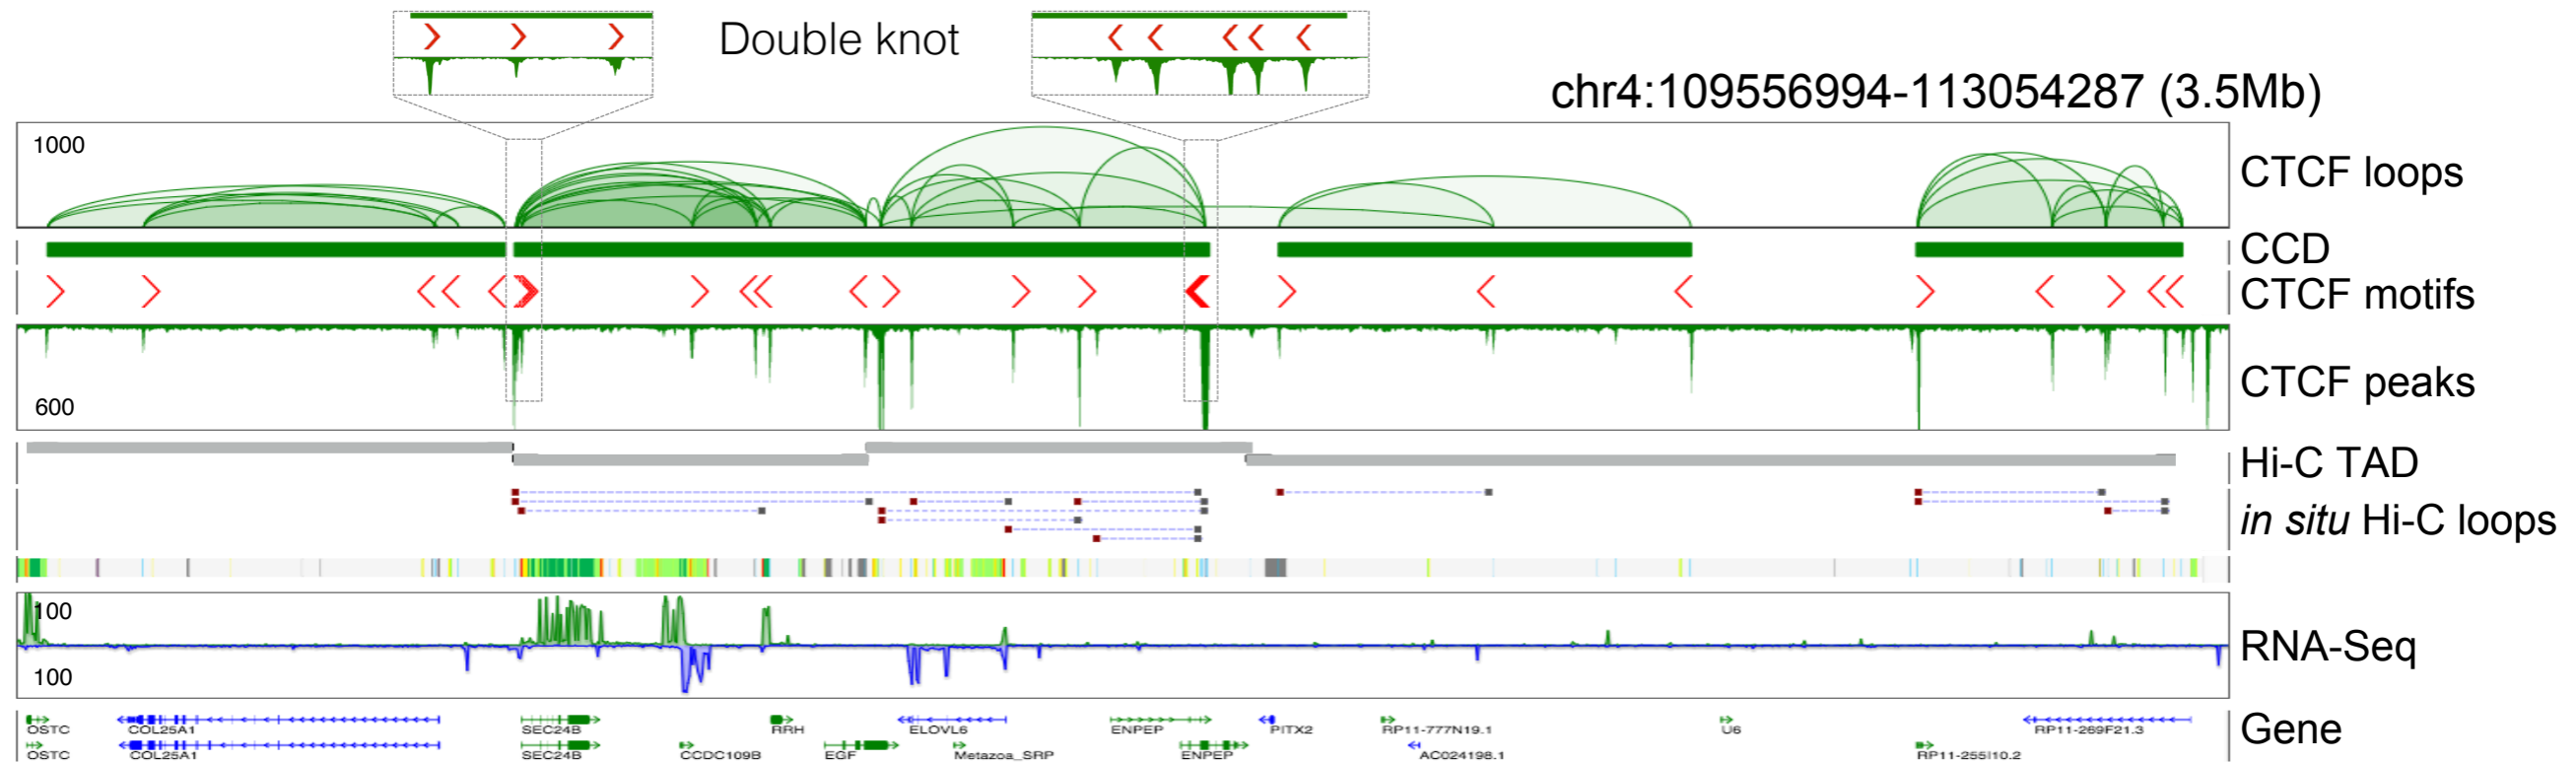 Double knot
chr4:109556994-113054287 (3.5Mb)
1000
CTCF loops
CCD
CTCF motifs
CTCF peaks
600
Hi-C TAD
in situ Hi-C loops
100
RNA-Seq
100
OSTC COL25A1 SEC24B RRH ELOVL6 ENPEP PITX2 RP11-777N19.1 U6 RP11-269F21.3
Gene
OSTC COL25A1 SEC24B CCDC109B EGF Metazoa_SRP ENPEP AC024198.1 RP11-255I10.2